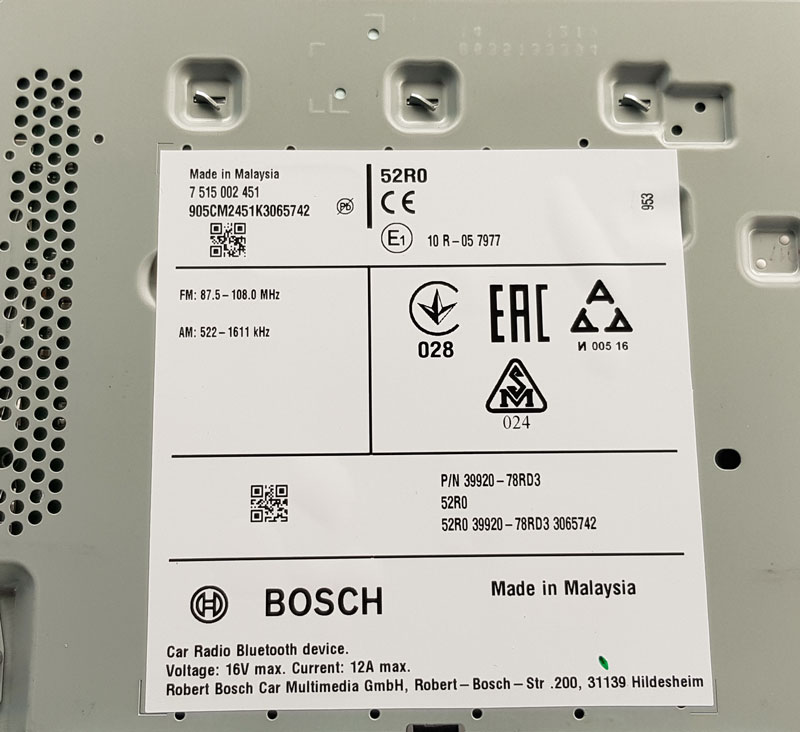 Made in Malaysia
7 515 002 451
905CM2451K3065742
Pb
52R0
CE
E1
10 R-05 7977
953
FM: 87.5-108.0 MHz
AM: 522-1611 kHz
028
EAC
A
И 005 16
SM
024
P/N 39920-78RD3
52R0
52R0 39920-78RD3 3065742
BOSCH
Made in Malaysia
Car Radio Bluetooth device.
Voltage: 16V max. Current: 12A max.
Robert Bosch Car Multimedia GmbH, Robert-Bosch-Str .200, 31139 Hildesheim